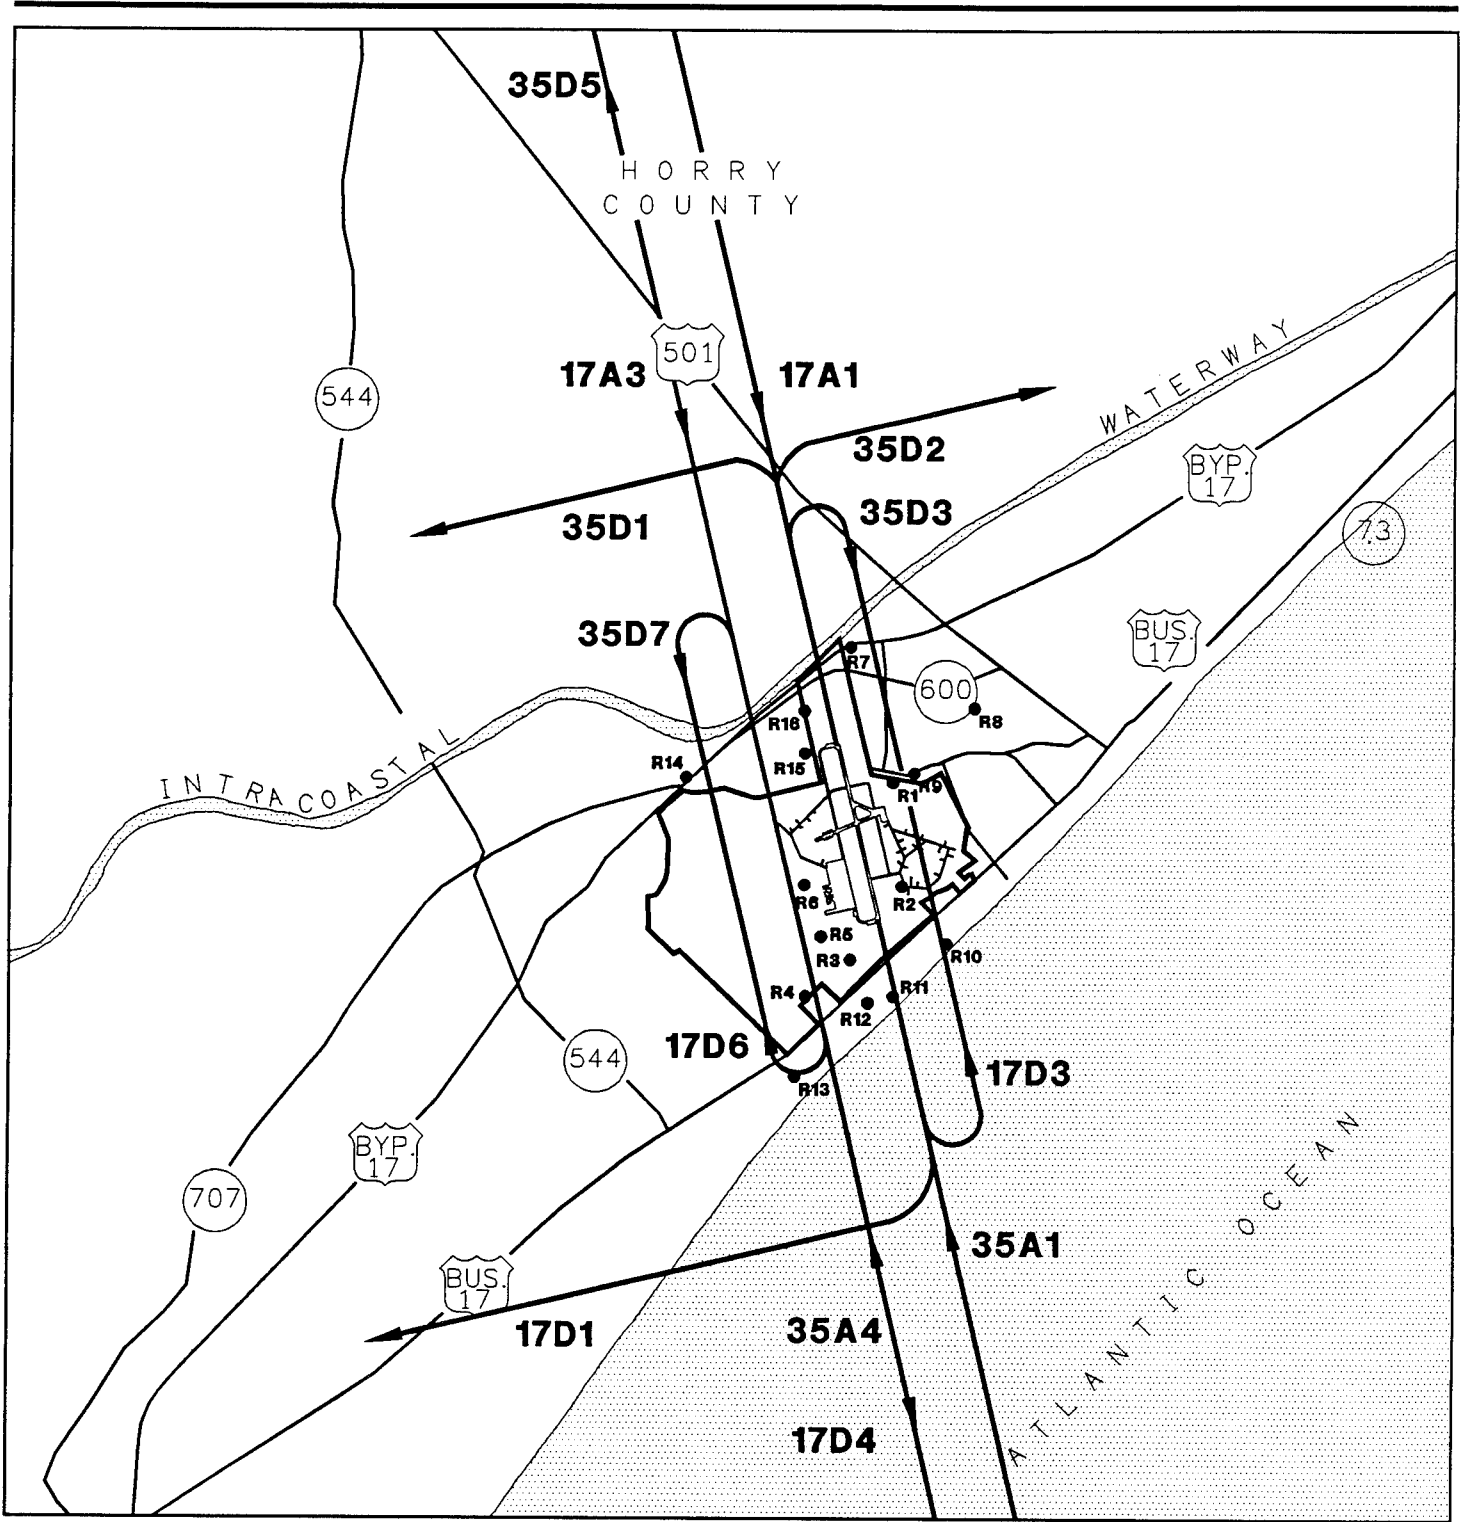 35D5
HORRY
COUNTY
501
17A3
17A1
544
WATERWAY
35D2
BYP.
17
35D1
35D3
73
35D7
BUS.
17
R7
600
R8
R16
INTRACOASTAL
R14
R15
R1
R9
R6
R2
R5
R3
R10
R4
R11
R12
17D6
544
17D3
R13
BYP.
17
707
ATLANTIC OCEAN
35A1
BUS.
17
17D1
35A4
17D4